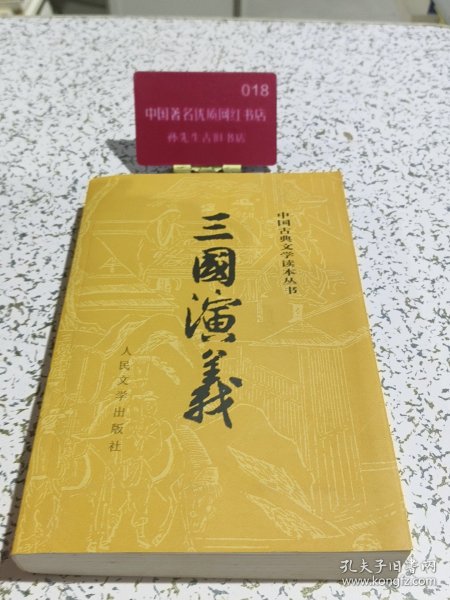 018
中国著名优质网红书店
孙先生古旧书店
中国古典文学读本丛书
三國演義
人民文学出版社
孔夫子旧书网
www.kongfz.com